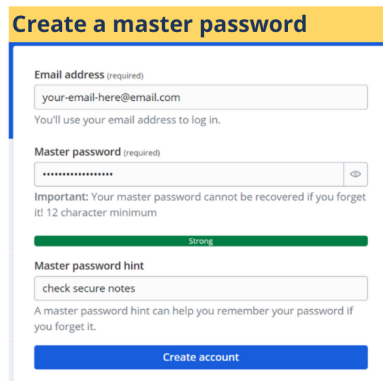 Create a master password
Email address (required)
your-email-here@email.com
You'll use your email address to log in.
Master password (required)
••••••••••••••••••
Important: Your master password cannot be recovered if you forget
it! 12 character minimum
Strong
Master password hint
check secure notes
A master password hint can help you remember your password if
you forget it.
Create account